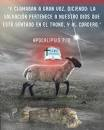 "Y CLAMABAN A GRAN VOZ, DICIENDO: LA
SALVACIÓN PERTENECE A NUESTRO DIOS QUE
ESTÁ SENTADO EN EL TRONO, Y AL CORDERO."
APOCALIPSIS 7:10